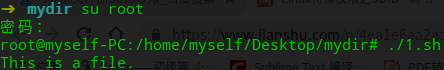 ➜ mydir su root
密码：
root@myself-PC:/home/myself/Desktop/mydir# ./1.sh
This is a file.